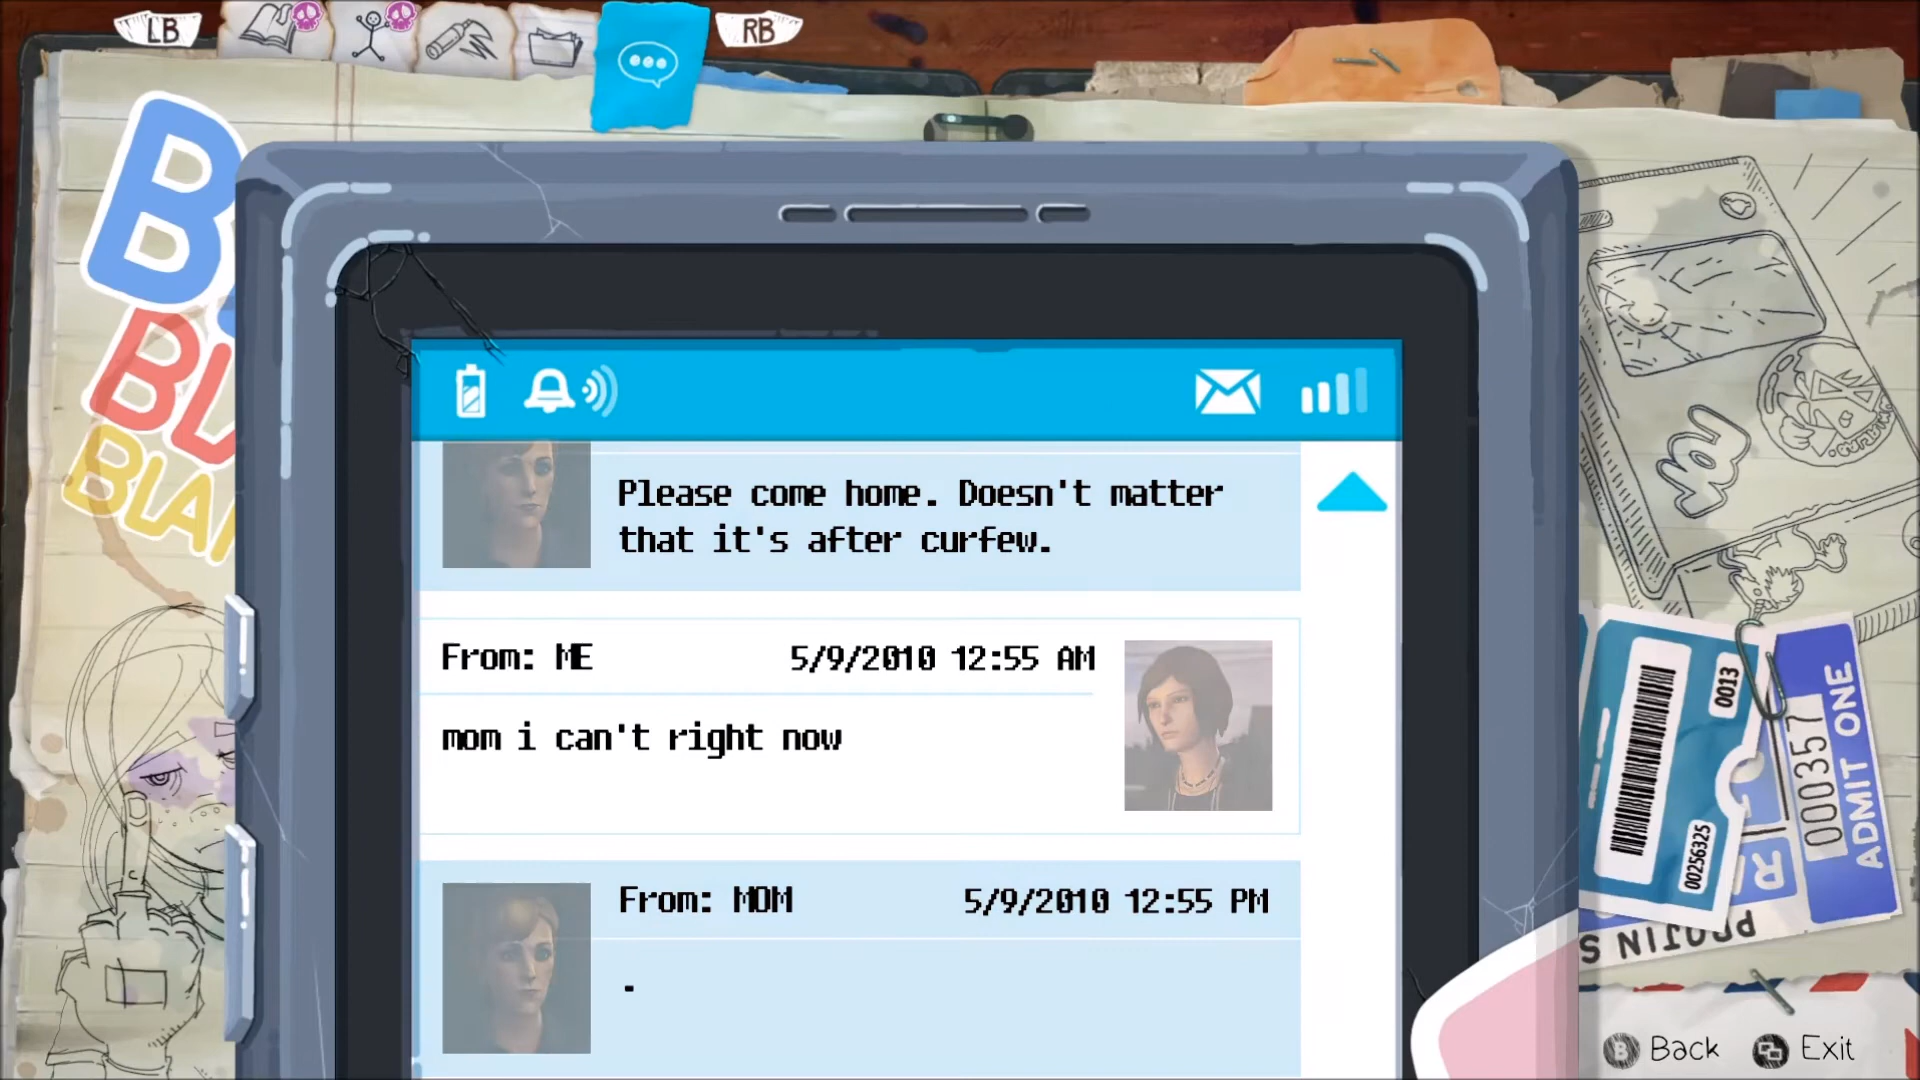 LB
RB
Please come home. Doesn't matter
that it's after curfew.
From: ME
5/9/2010 12:55 AM
mom i can't right now
From: MOM
5/9/2010 12:55 PM
.
0013
00256325
000357
ADMIT ONE
B Back
Exit